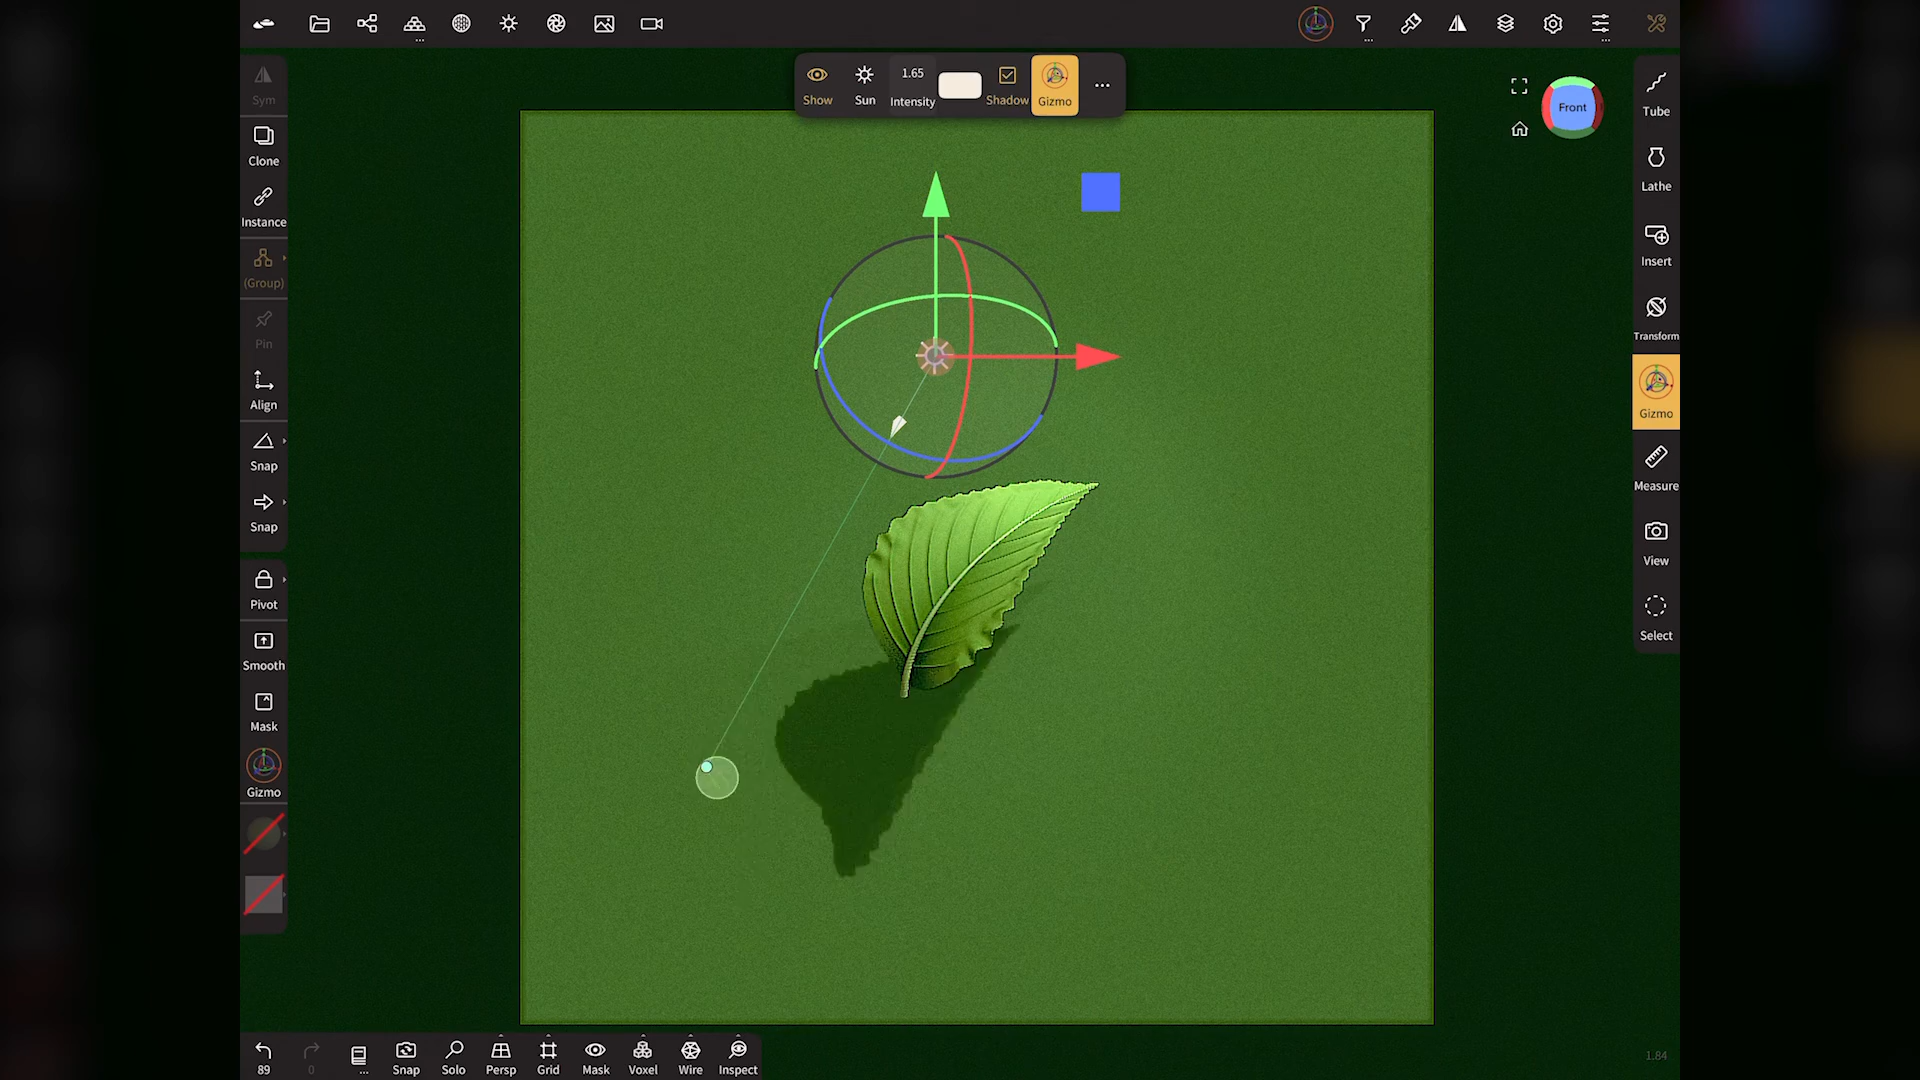 Show
Sun
1.65
Intensity
Shadow
Gizmo
Front
Sym
Clone
Instance
(Group)
Pin
Align
Snap
Snap
Pivot
Smooth
Mask
Gizmo
Tube
Lathe
Insert
Transform
Gizmo
Measure
View
Select
89
0
Snap
Solo
Persp
Grid
Mask
Voxel
Wire
Inspect
1.84